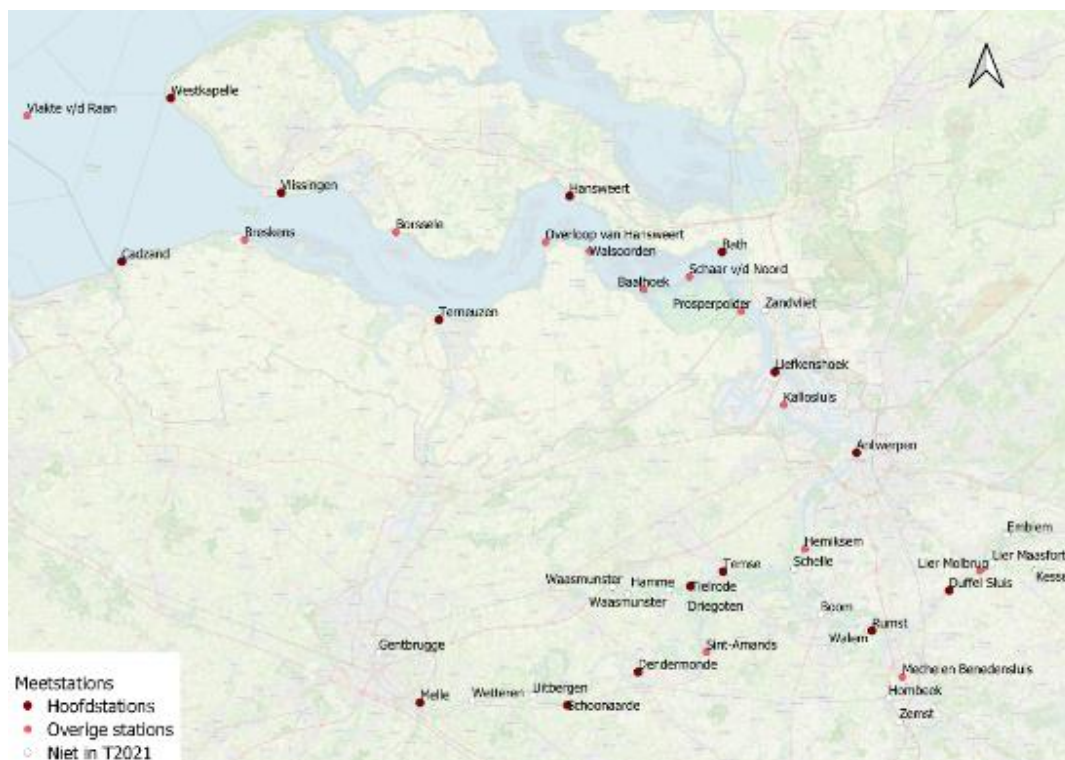 Westkapelle
Vlakte v/d Raan
Vlissingen
Hansweert
Borssele
Breskens
Overloop van Hansweert
Walsoorden
Bath
Cadzand
Schaar v/d Noord
Baalhoek
Prosperpolder
Zandvliet
Terneuzen
Liefkenshoek
Kallosluis
Antwerpen
Emblem
Hemiksem
Lier Maasfort
Schelle
Lier Molbrug
Temse
Kesse
Waasmunster
Hamme
Tielrode
Duffel Sluis
Waasmunster
Driegoten
Boom
Rumst
Walem
Gentbrugge
Sint-Amands
Dendermonde
Mechelen Benedensluis
Meetstations
Melle
Wetteren
Uitbergen
Hombeek
Hoofdstations
Schoonaarde
Zemst
Overige stations
Niet in T2021